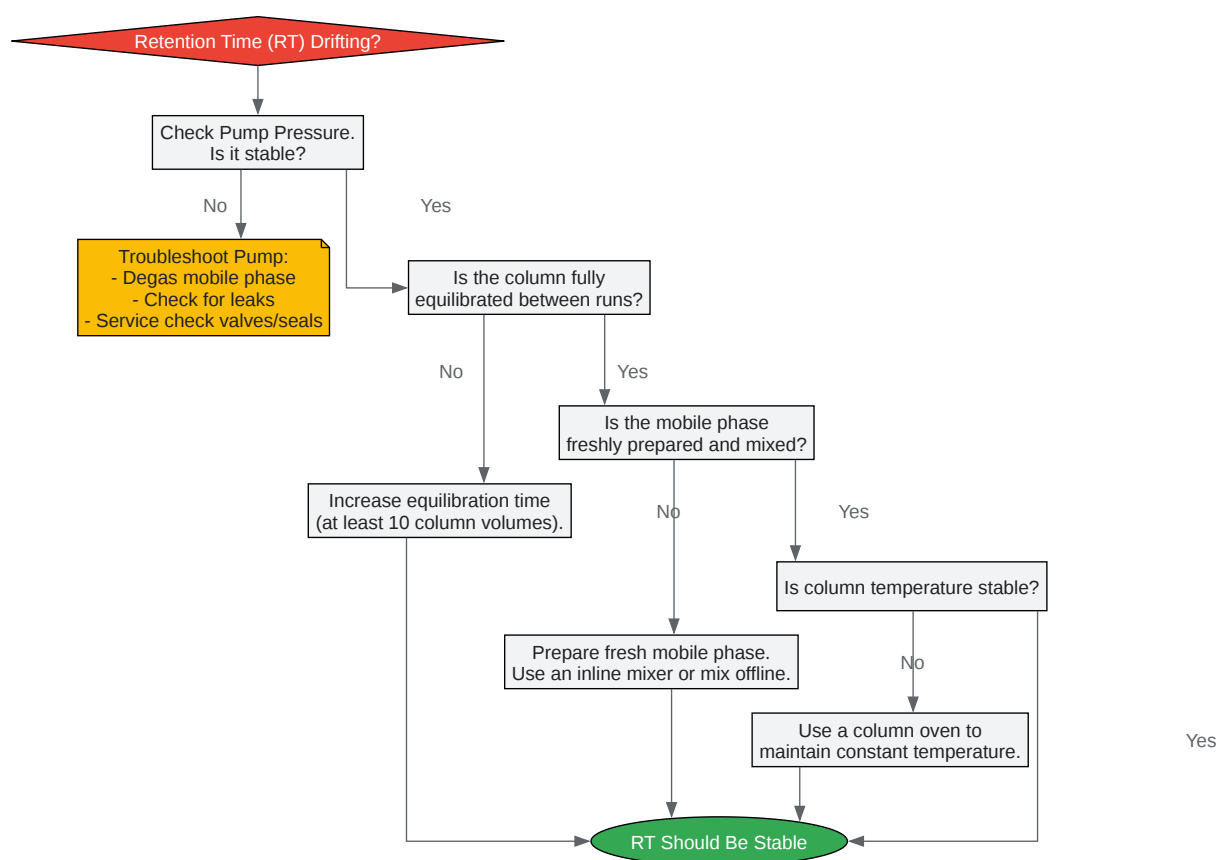 Retention Time (RT) Drifting?
Check Pump Pressure.
Is it stable?
No
Yes
Troubleshoot Pump:
- Degas mobile phase
- Check for leaks
- Service check valves/seals
Is the column fully
equilibrated between runs?
No
Yes
Is the mobile phase
freshly prepared and mixed?
Increase equilibration time
(at least 10 column volumes).
No
Yes
Is column temperature stable?
Prepare fresh mobile phase.
Use an inline mixer or mix offline.
No
Use a column oven to
maintain constant temperature.
Yes
RT Should Be Stable